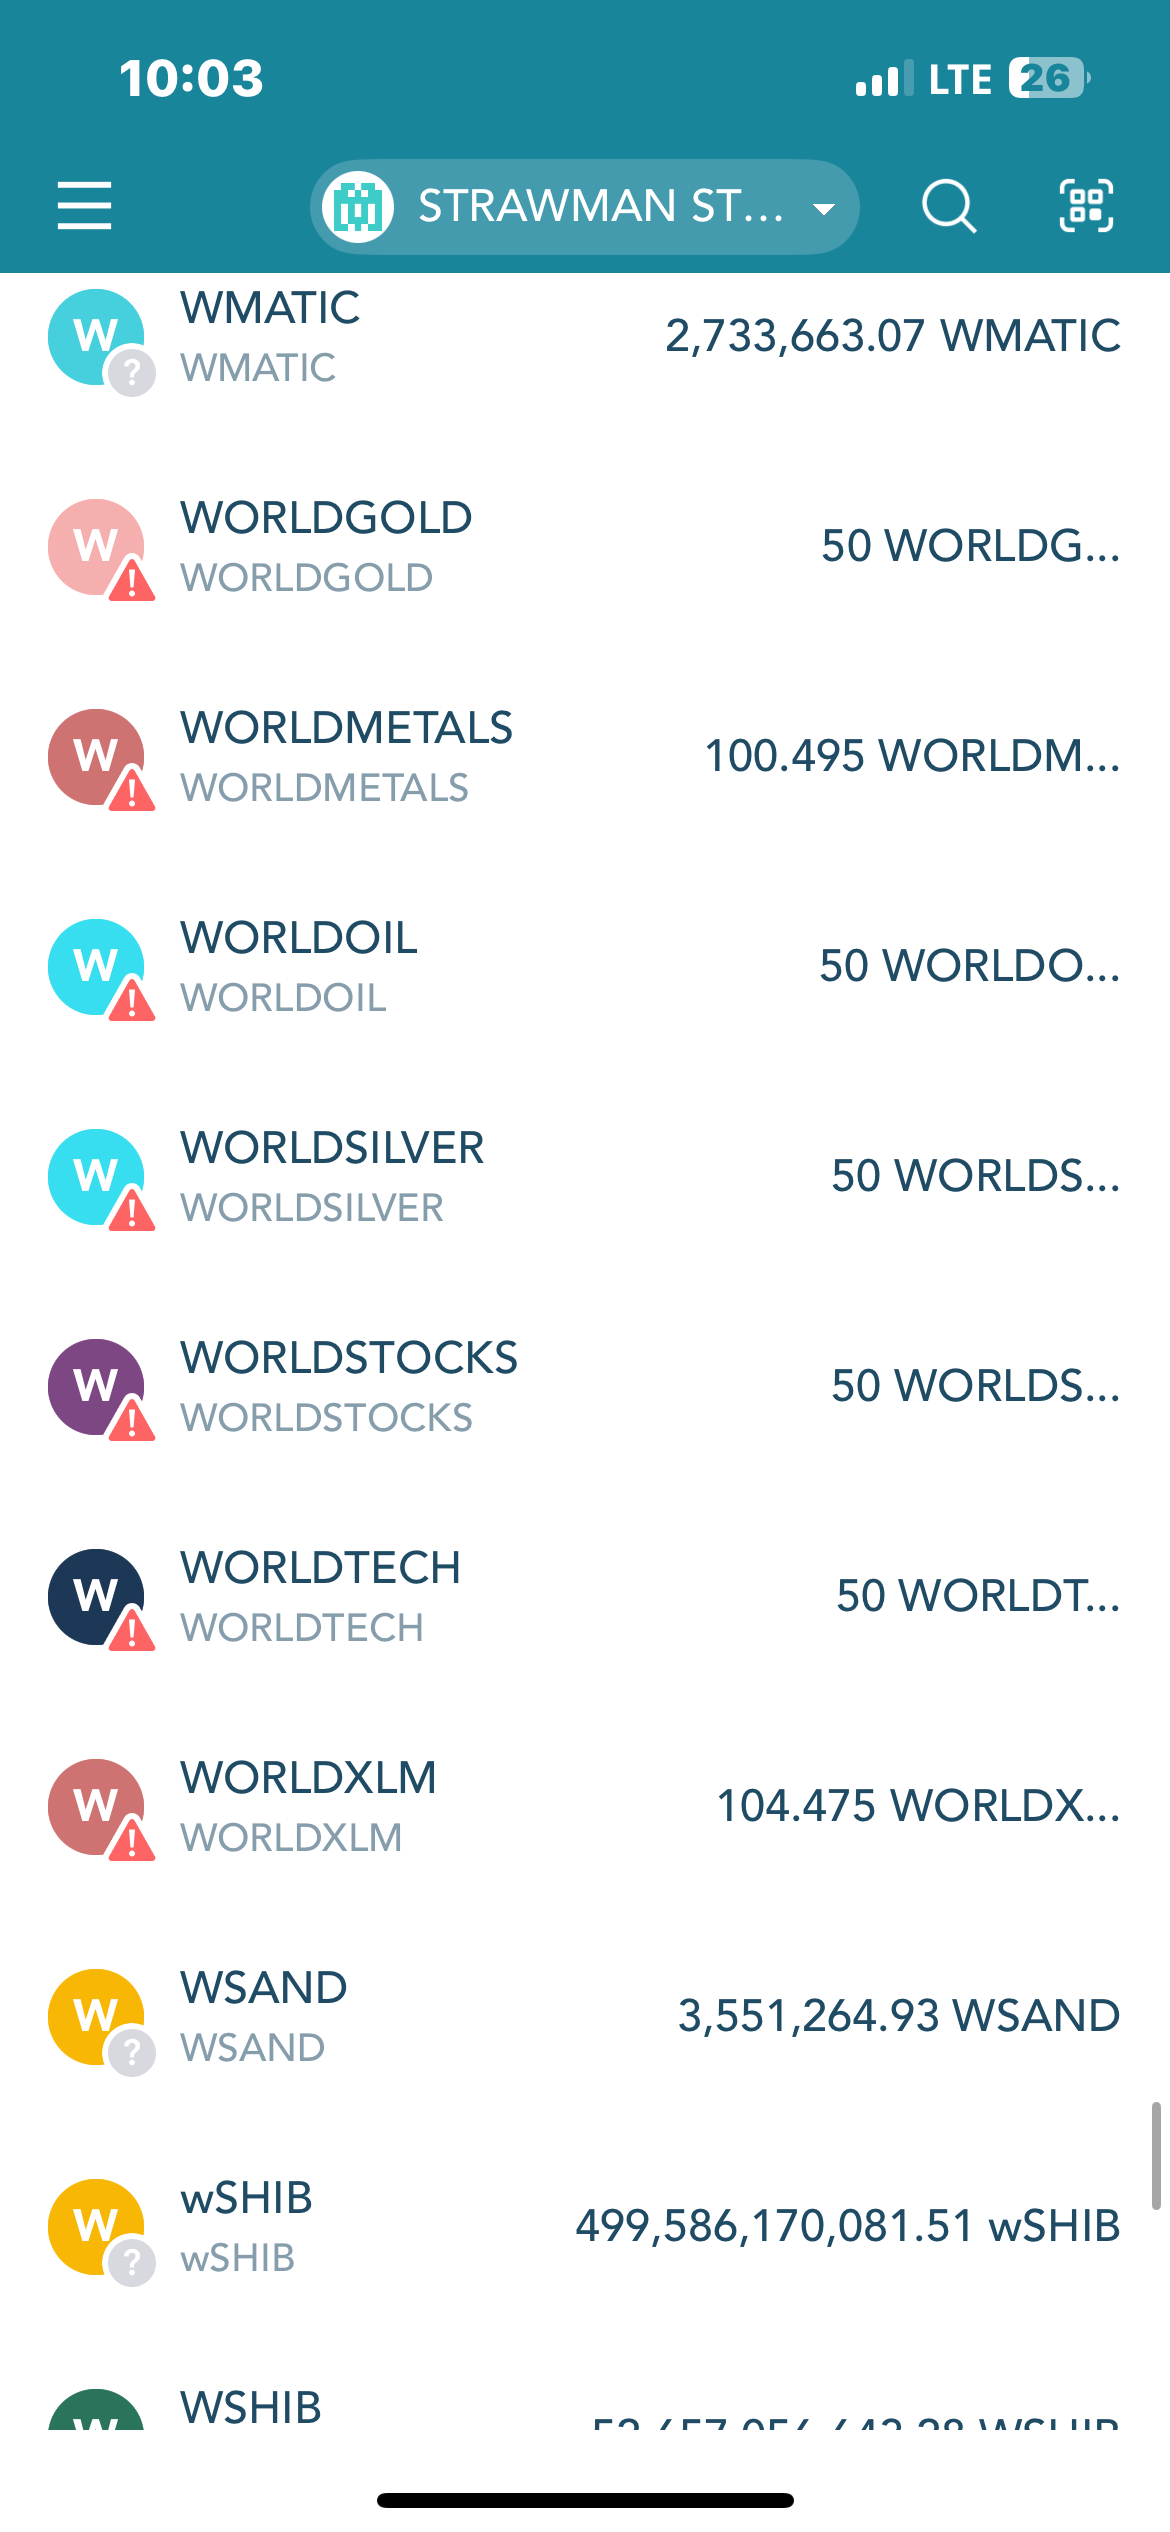 10:03
LTE 26
STRAWMAN ST...
W WMATIC
2,733,663.07 WMATIC
? WMATIC
W WORLDGOLD
50 WORLDG...
! WORLDGOLD
W WORLDMETALS
100.495 WORLDM...
! WORLDMETALS
W WORLDOIL
50 WORLDO...
! WORLDOIL
W WORLDSILVER
50 WORLDS...
! WORLDSILVER
W WORLDSTOCKS
50 WORLDS...
! WORLDSTOCKS
W WORLDTECH
50 WORLDT...
! WORLDTECH
W WORLDXLM
104.475 WORLDX...
! WORLDXLM
W WSAND
3,551,264.93 WSAND
? WSAND
W wSHIB
499,586,170,081.51 wSHIB
? wSHIB
W WSHIB
WSHIB